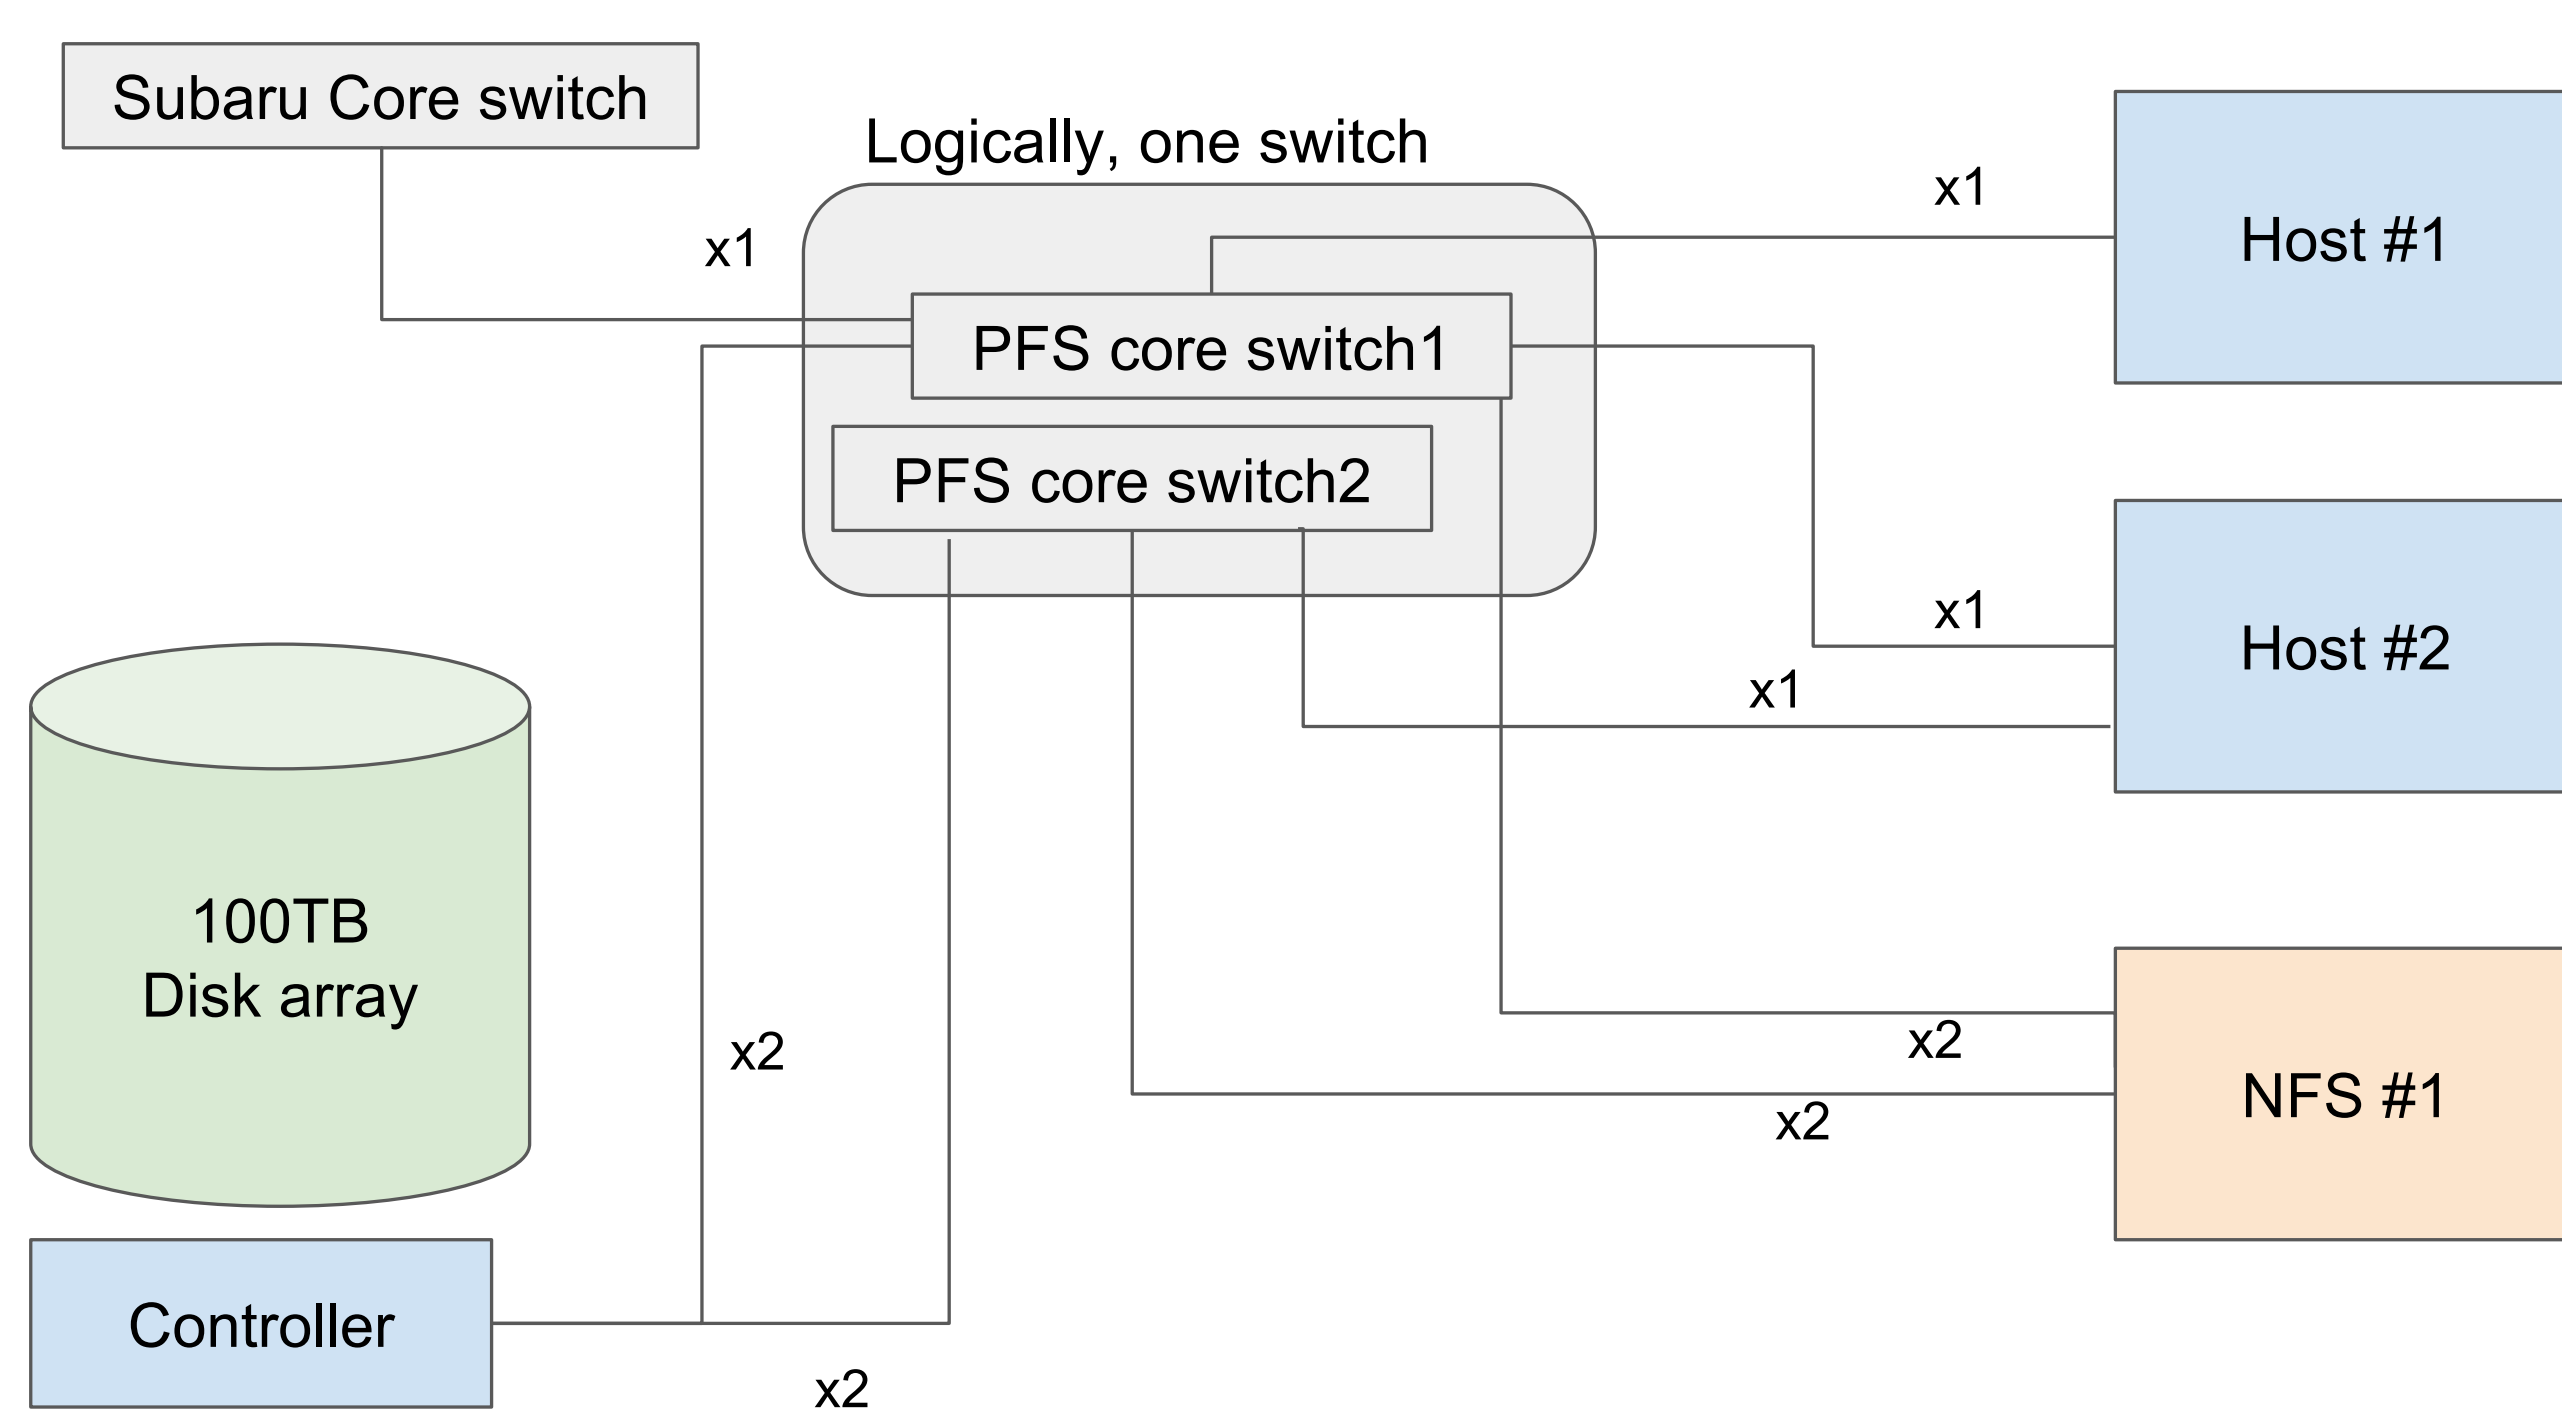 Subaru Core switch
Logically, one switch
x1
x1
Host #1
PFS core switch1
PFS core switch2
x1
Host #2
x1
100TB
Disk array
x2
x2
x2
NFS #1
Controller
x2